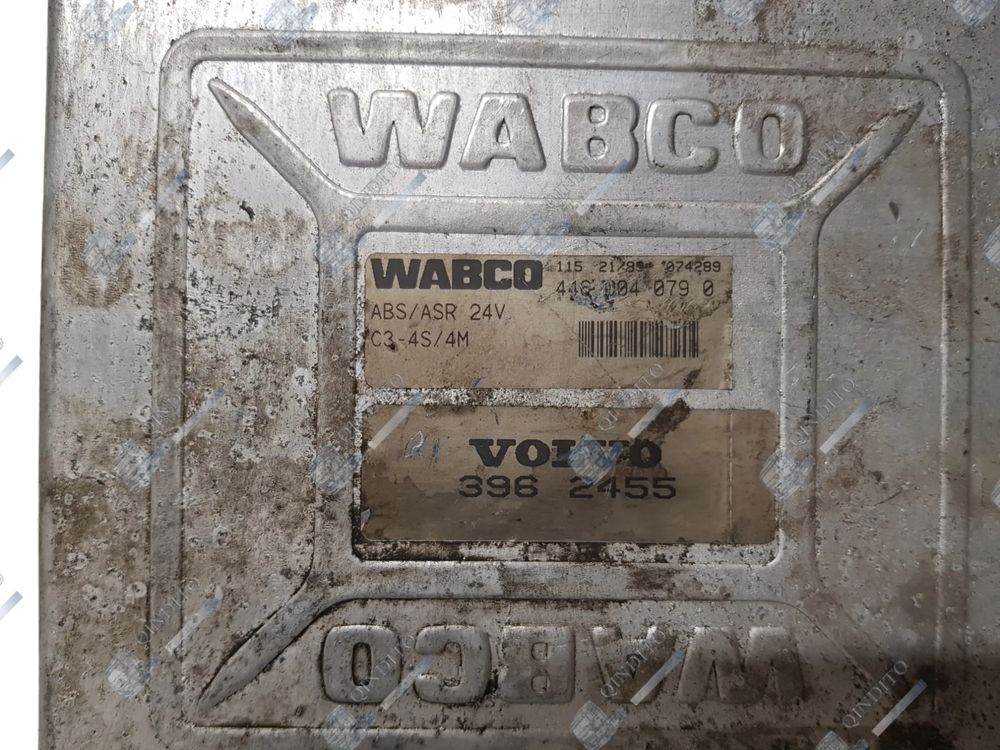 WABCO
WABCO 115 21/99 074289
446 004 079 0
ABS/ASR 24V
C3-4S/4M
VOLVO
396 2455
WABCO
QINDITO